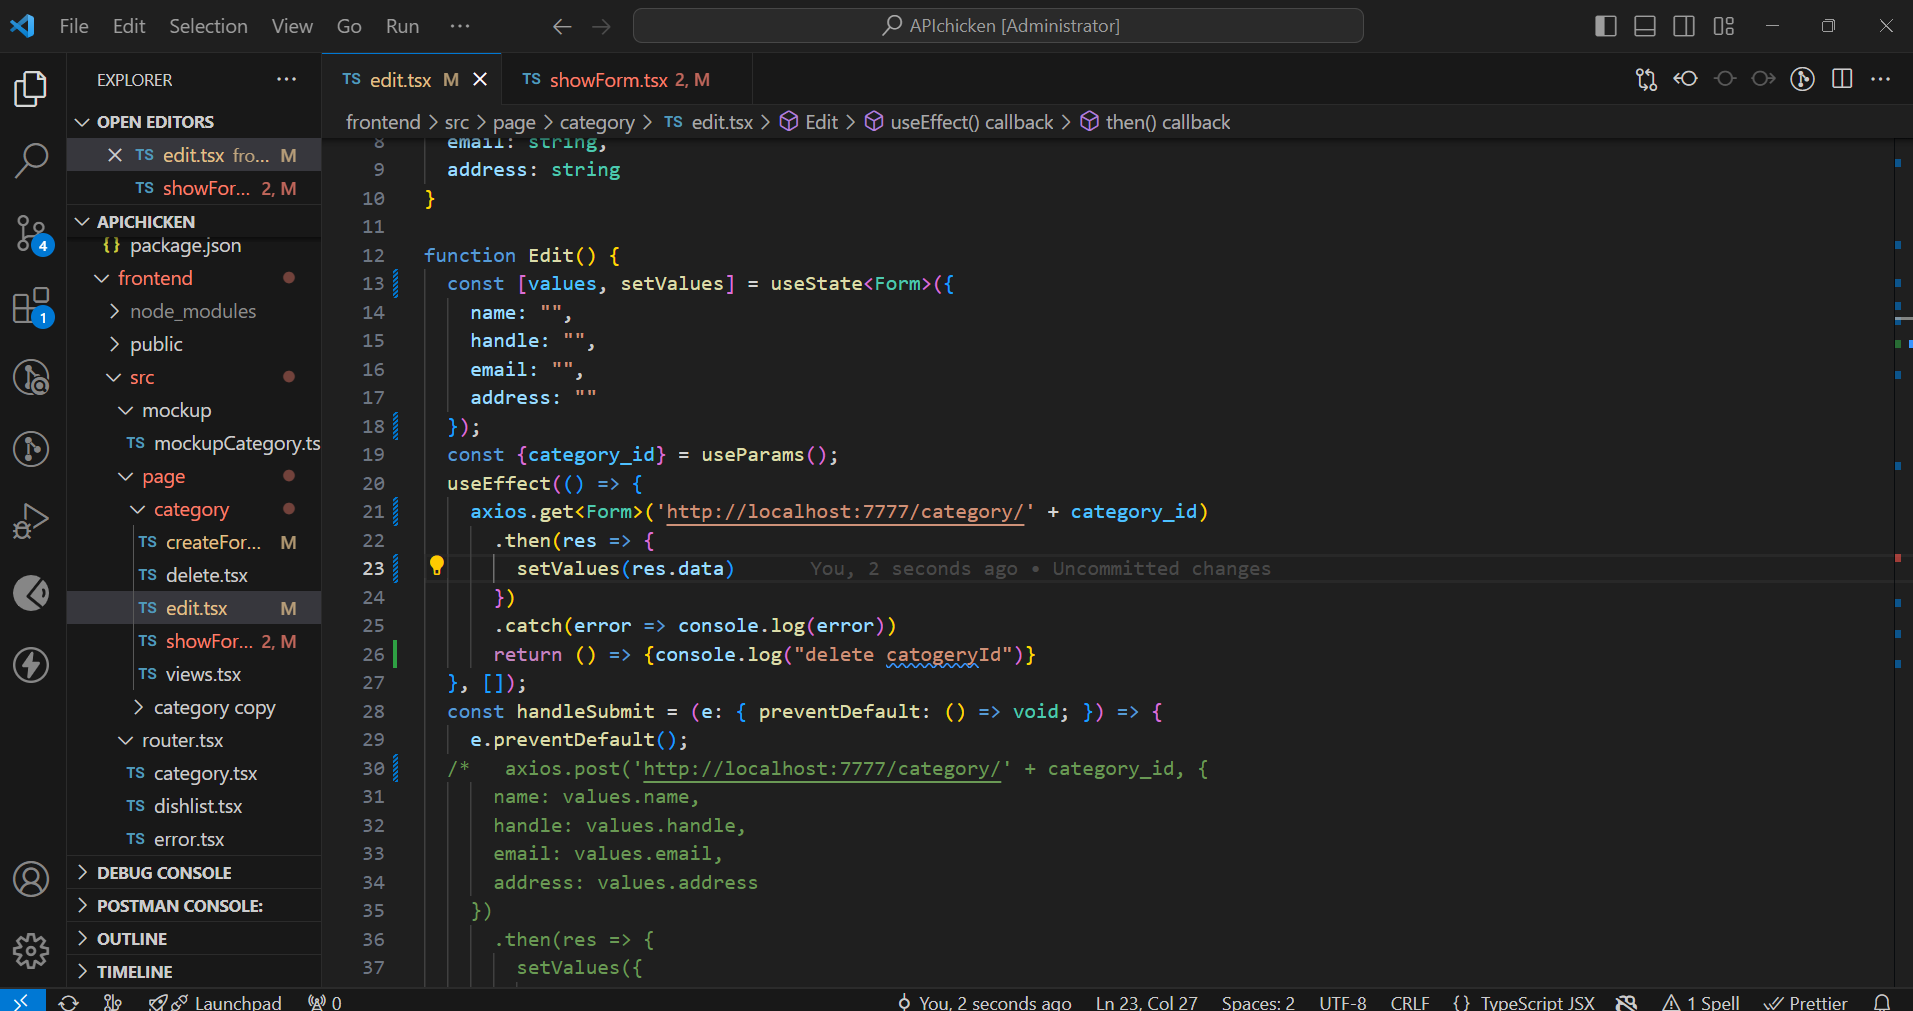 File Edit Selection View Go Run ··· APIchicken [Administrator]
EXPLORER ···
TS edit.tsx M
TS showForm.tsx 2, M
frontend > src > page > category > TS edit.tsx > Edit > useEffect() callback > then() callback
OPEN EDITORS
TS edit.tsx fro... M
TS showFor... 2, M
APICHICKEN
{} package.json
frontend
node_modules
public
src
mockup
TS mockupCategory.ts
page
category
TS createFor... M
TS delete.tsx
TS edit.tsx M
TS showFor... 2, M
TS views.tsx
category copy
router.tsx
TS category.tsx
TS dishlist.tsx
TS error.tsx
DEBUG CONSOLE
POSTMAN CONSOLE:
OUTLINE
TIMELINE
4
1
8 email: string,
9 address: string
10 }
11
12 function Edit() {
13 const [values, setValues] = useState<Form>({
14 name: "",
15 handle: "",
16 email: "",
17 address: ""
18 });
19 const {category_id} = useParams();
20 useEffect(() => {
21 axios.get<Form>('http://localhost:7777/category/' + category_id)
22 .then(res => {
23 setValues(res.data) You, 2 seconds ago • Uncommitted changes
24 })
25 .catch(error => console.log(error))
26 return () => {console.log("delete catogeryId")}
27 }, []);
28 const handleSubmit = (e: { preventDefault: () => void; }) => {
29 e.preventDefault();
30 /* axios.post('http://localhost:7777/category/' + category_id, {
31 name: values.name,
32 handle: values.handle,
33 email: values.email,
34 address: values.address
35 })
36 .then(res => {
37 setValues({
Launchpad 0 You, 2 seconds ago Ln 23, Col 27 Spaces: 2 UTF-8 CRLF {} TypeScript JSX 1 Spell Prettier